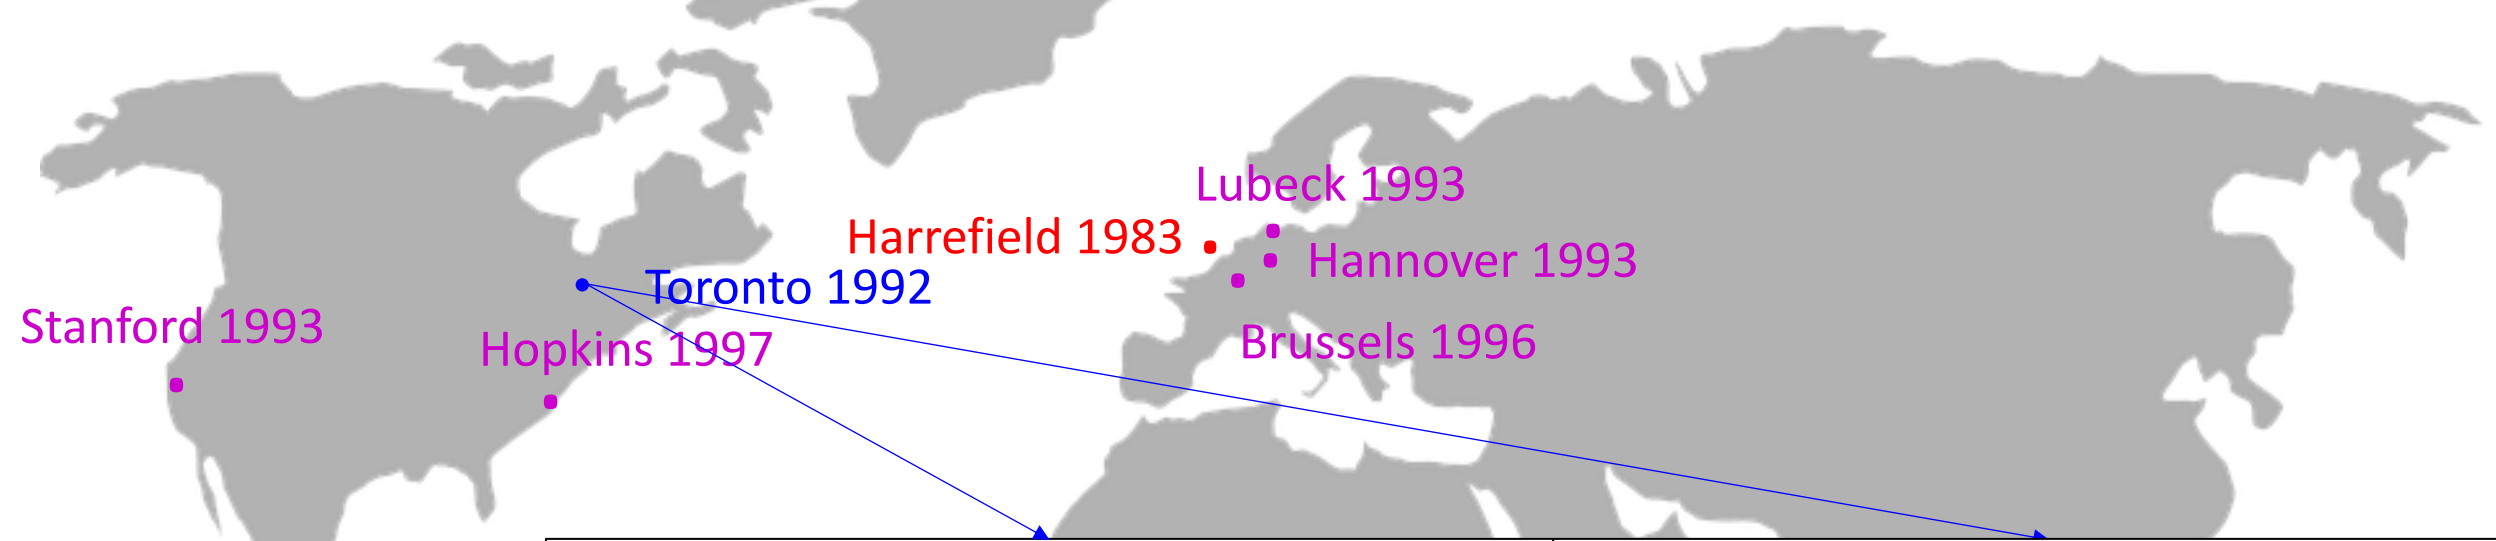 Lubeck 1993
Harrefield 1983
Hannover 1993
Toronto 1992
Stanford 1993
Hopkins 1997
Brussels 1996